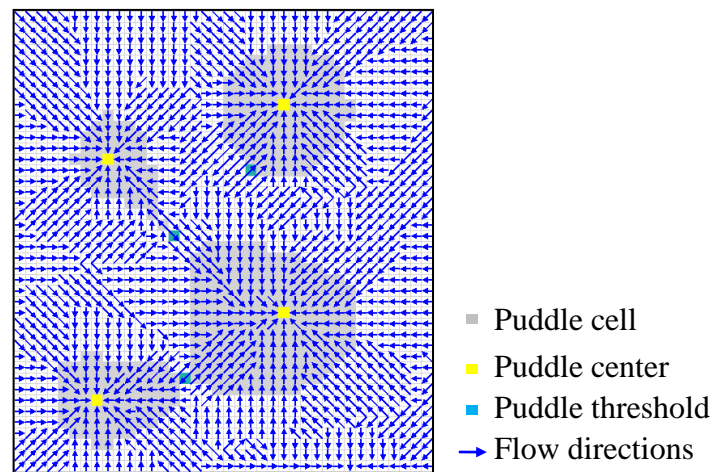 Puddle cell
Puddle center
Puddle threshold
Flow directions